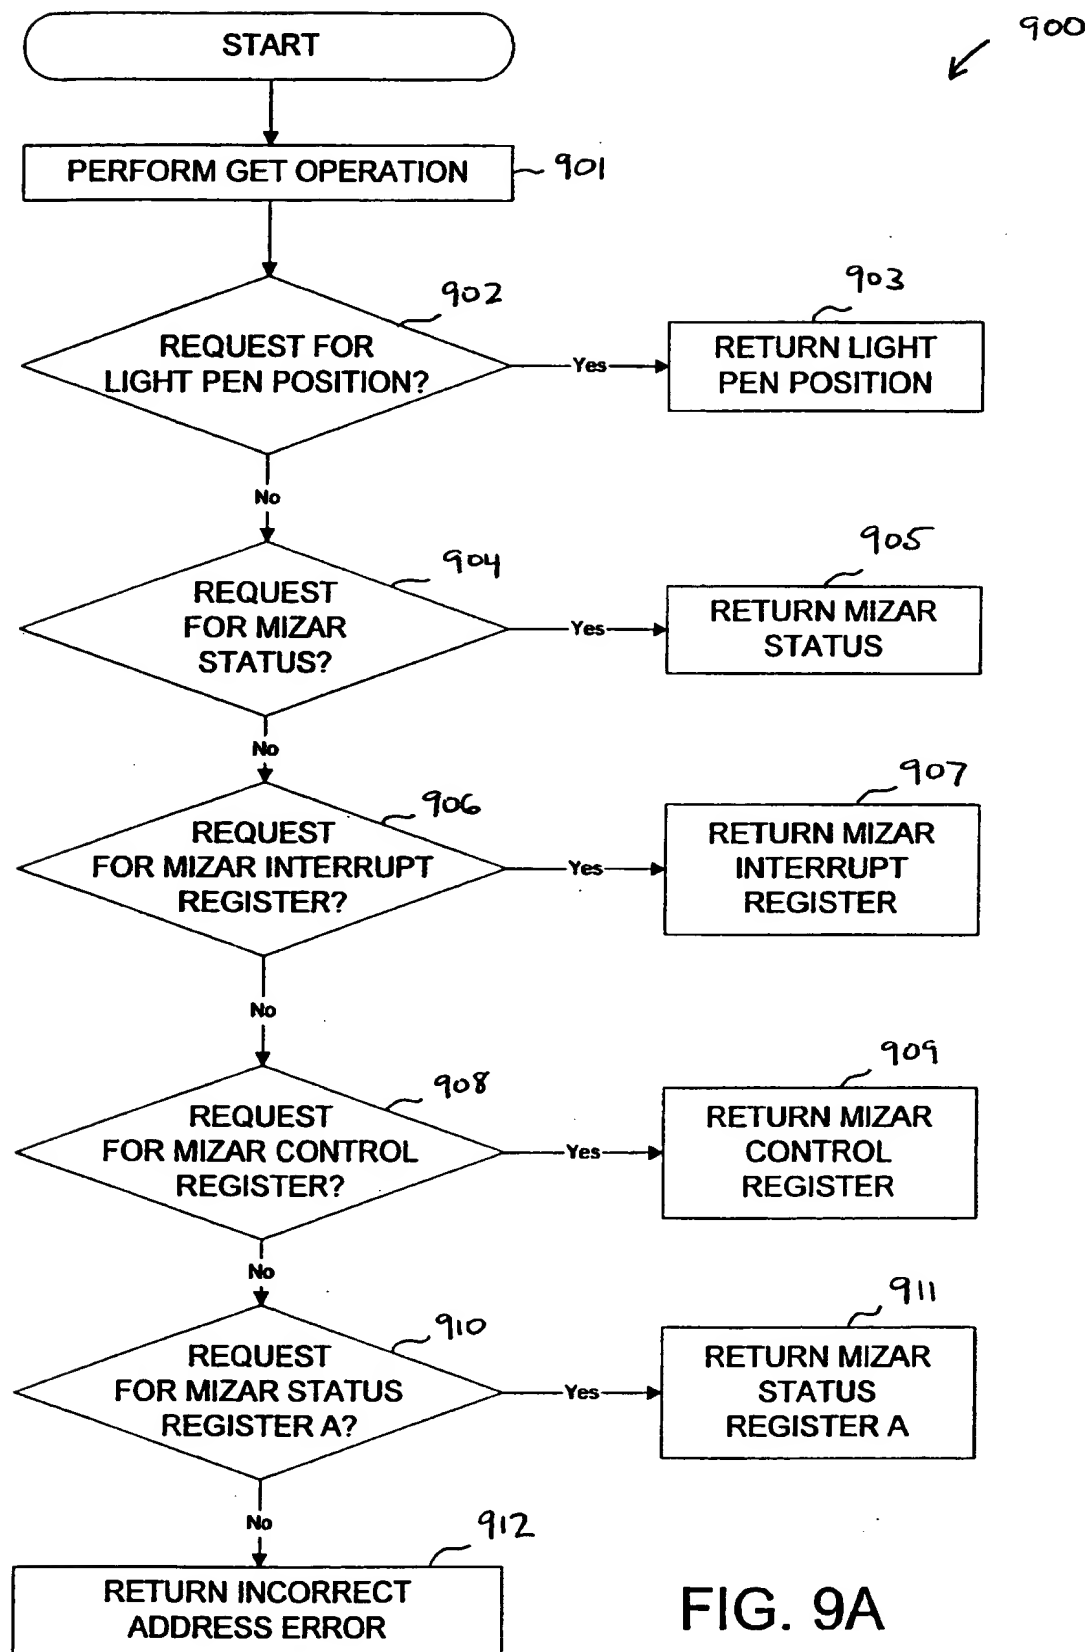 START
900
PERFORM GET OPERATION
901
902
REQUEST FOR
LIGHT PEN POSITION?
Yes
903
RETURN LIGHT
PEN POSITION
No
904
REQUEST
FOR MIZAR
STATUS?
Yes
905
RETURN MIZAR
STATUS
No
906
REQUEST
FOR MIZAR INTERRUPT
REGISTER?
Yes
907
RETURN MIZAR
INTERRUPT
REGISTER
No
908
REQUEST
FOR MIZAR CONTROL
REGISTER?
Yes
909
RETURN MIZAR
CONTROL
REGISTER
No
910
REQUEST
FOR MIZAR STATUS
REGISTER A?
Yes
911
RETURN MIZAR
STATUS
REGISTER A
No
912
RETURN INCORRECT
ADDRESS ERROR
FIG. 9A